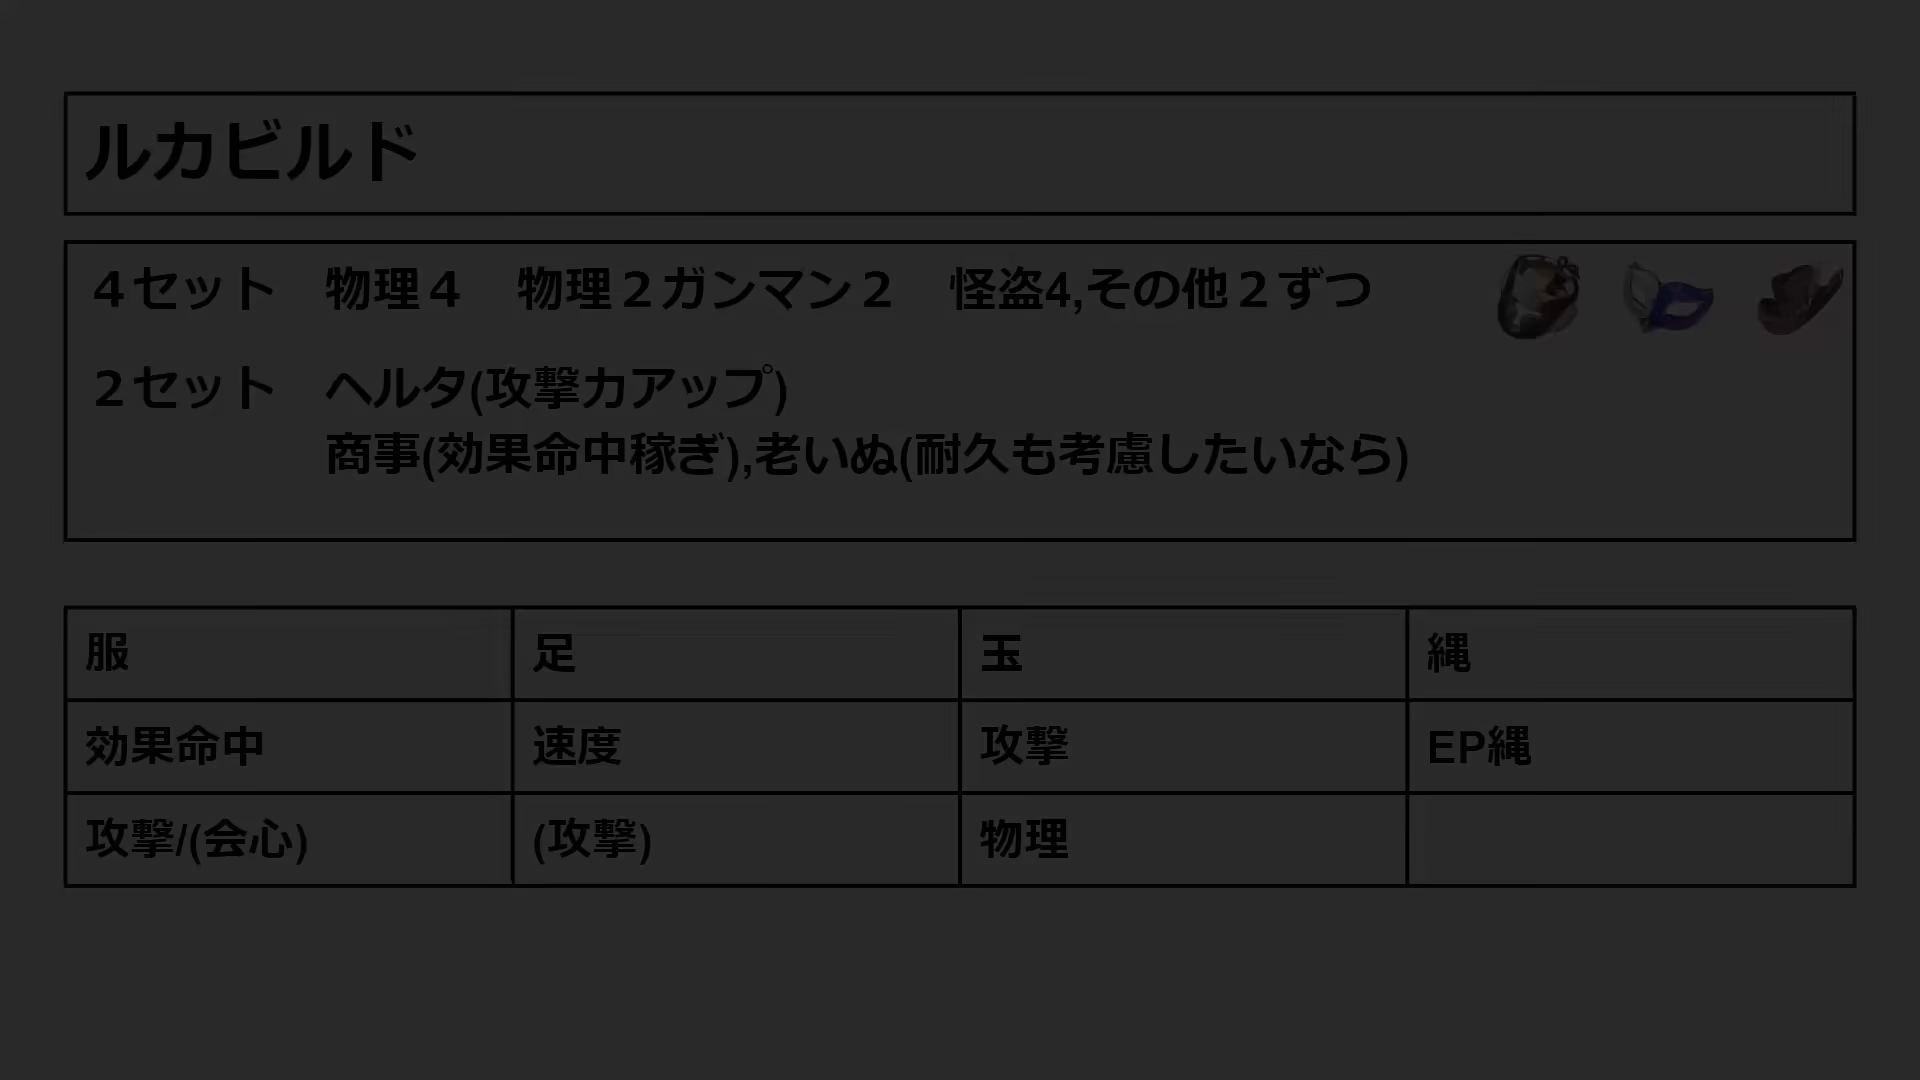 ルカビルド
４セット　物理４　物理２ガンマン２　怪盗4,その他２ずつ
２セット　ヘルタ(攻撃力アップ)
商事(効果命中稼ぎ),老いぬ(耐久も考慮したいなら)
服　足　玉　縄
効果命中　速度　攻撃　EP縄
攻撃/(会心)　(攻撃)　物理